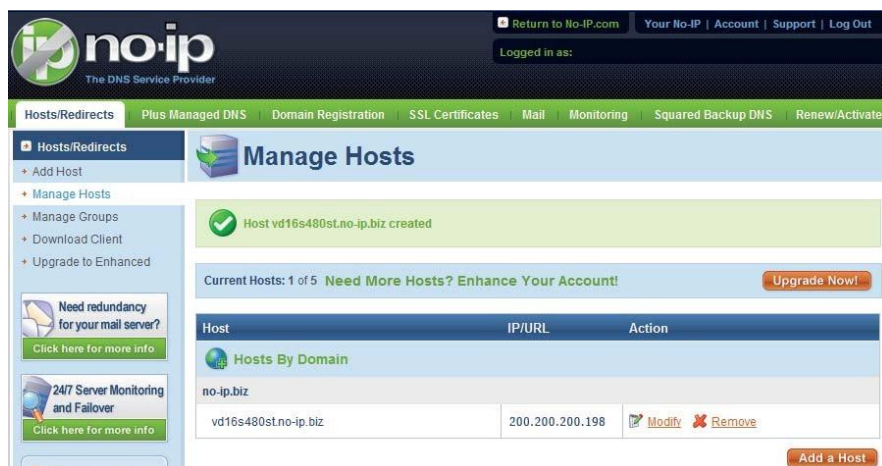 no-ip
The DNS Service Provider
Return to No-IP.com
Your No-IP | Account | Support | Log Out
Logged in as:
Hosts/Redirects
Plus Managed DNS
Domain Registration
SSL Certificates
Mail
Monitoring
Squared Backup DNS
Renew/Activate
Hosts/Redirects
Add Host
Manage Hosts
Manage Groups
Download Client
Upgrade to Enhanced
Need redundancy
for your mail server?
Click here for more info
24/7 Server Monitoring
and Failover
Click here for more info
Manage Hosts
Host vd16s480st.no-ip.biz created
Current Hosts: 1 of 5 Need More Hosts? Enhance Your Account!
Upgrade Now!
Host IP/URL Action
Hosts By Domain
no-ip.biz
vd16s480st.no-ip.biz 200.200.200.198 Modify Remove
Add a Host